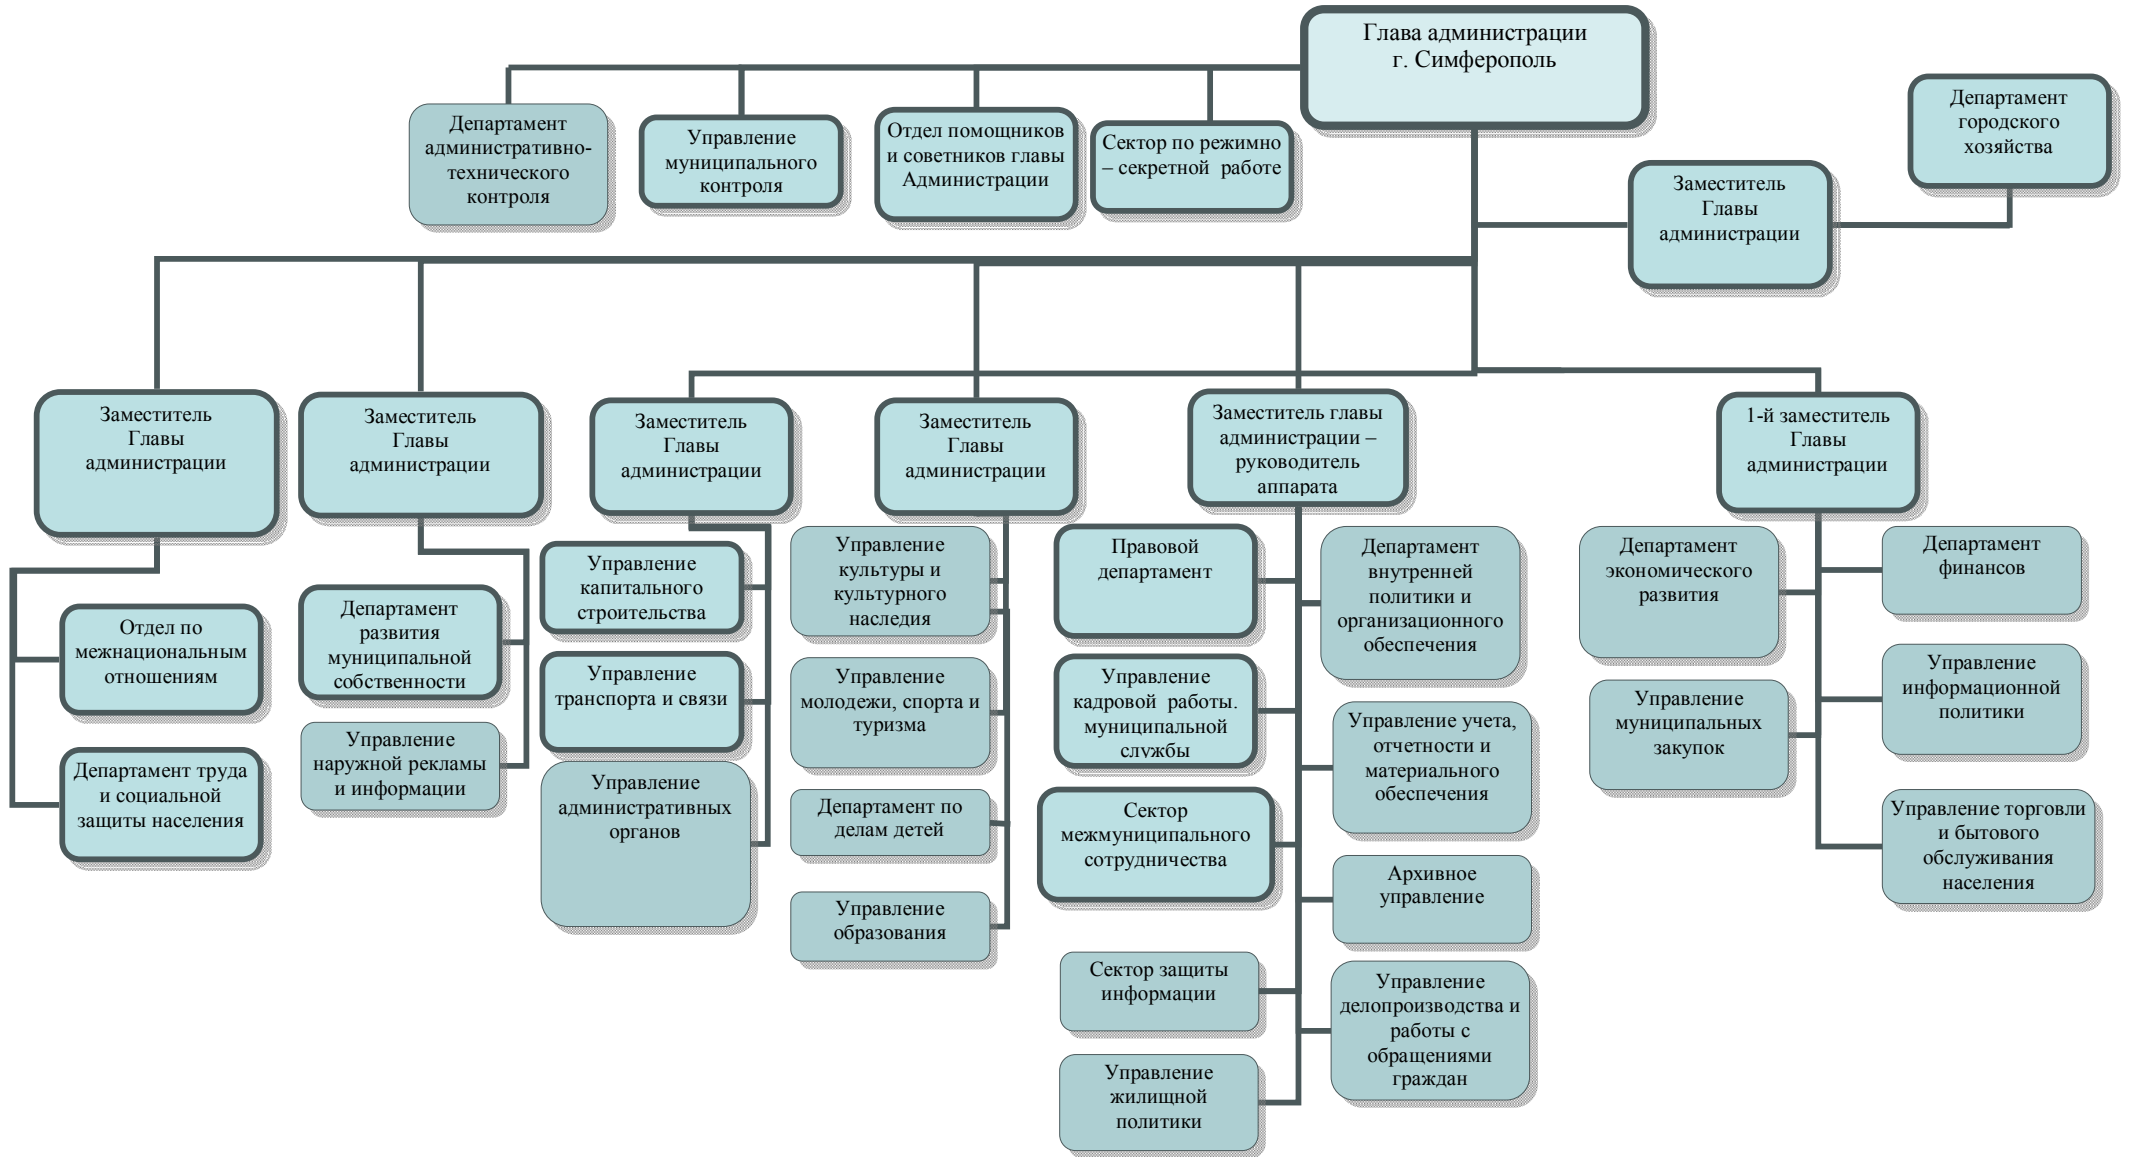 Глава администрации
г. Симферополь
Департамент
городского
хозяйства
Департамент
административно-
технического
контроля
Управление
муниципального
контроля
Отдел помощников
и советников главы
Администрации
Сектор по режимно
– секретной работе
Заместитель
Главы
администрации
Заместитель
Главы
администрации
Заместитель
Главы
администрации
Заместитель
Главы
администрации
Заместитель
Главы
администрации
Заместитель главы
администрации –
руководитель
аппарата
1-й заместитель
Главы
администрации
Отдел по
межнациональным
отношениям
Департамент труда
и социальной
защиты населения
Департамент
развития
муниципальной
собственности
Управление
наружной рекламы
и информации
Управление
капитального
строительства
Управление
транспорта и связи
Управление
административных
органов
Управление
культуры и
культурного
наследия
Управление
молодежи, спорта и
туризма
Департамент по
делам детей
Управление
образования
Правовой
департамент
Управление
кадровой работы.
муниципальной
службы
Сектор
межмуниципального
сотрудничества
Сектор защиты
информации
Управление
жилищной
политики
Департамент
внутренней
политики и
организационного
обеспечения
Управление учета,
отчетности и
материального
обеспечения
Архивное
управление
Управление
делопроизводства и
работы с
обращениями
граждан
Департамент
экономического
развития
Управление
муниципальных
закупок
Департамент
финансов
Управление
информационной
политики
Управление торговли
и бытового
обслуживания
населения